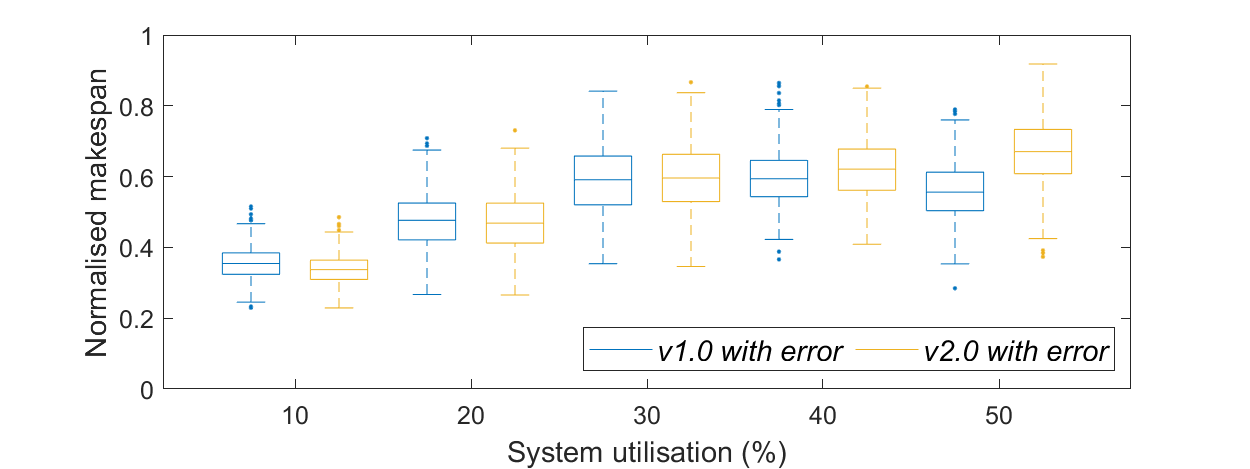 Normalised makespan
1
0.8
0.6
0.4
0.2
0
10 20 30 40 50
System utilisation (%)
v1.0 with error v2.0 with error